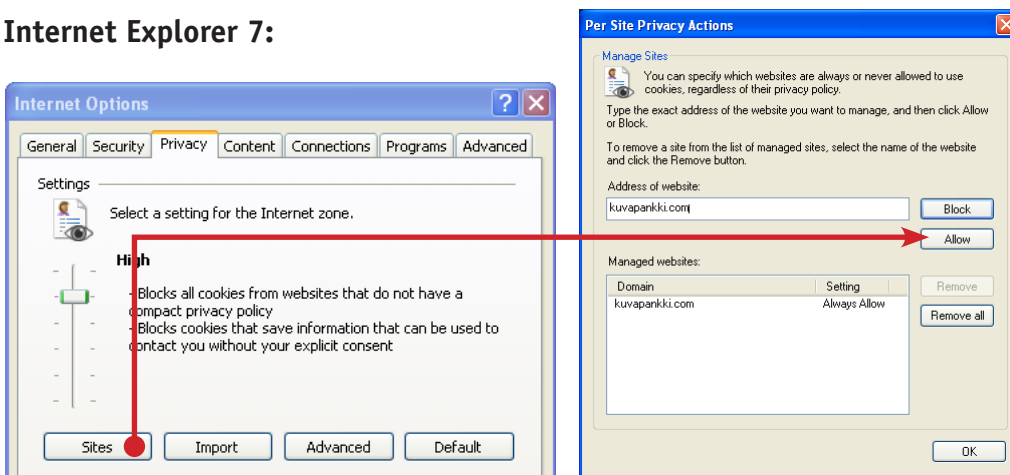 Internet Explorer 7:
Internet Options
General Security Privacy Content Connections Programs Advanced
Settings
Select a setting for the Internet zone.
High
- Blocks all cookies from websites that do not have a
compact privacy policy
- Blocks cookies that save information that can be used to
contact you without your explicit consent
Sites Import Advanced Default
Per Site Privacy Actions
Manage Sites
You can specify which websites are always or never allowed to use
cookies, regardless of their privacy policy.
Type the exact address of the website you want to manage, and then click Allow
or Block.
To remove a site from the list of managed sites, select the name of the website
and click the Remove button.
Address of website:
kuvapankki.com Block
Allow
Managed websites:
Domain Setting Remove
kuvapankki.com Always Allow
Remove all
OK